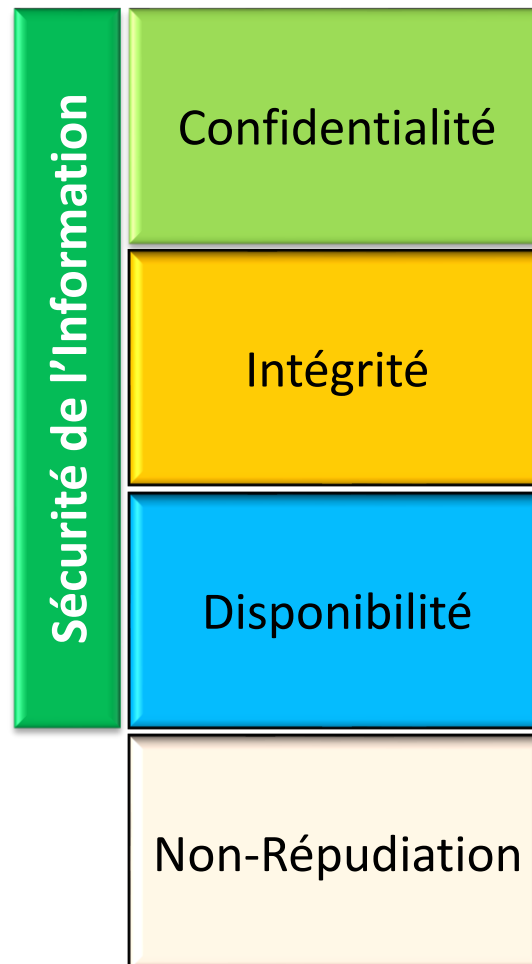 Sécurité de l’Information
Confidentialité
Intégrité
Disponibilité
Non-Répudiation